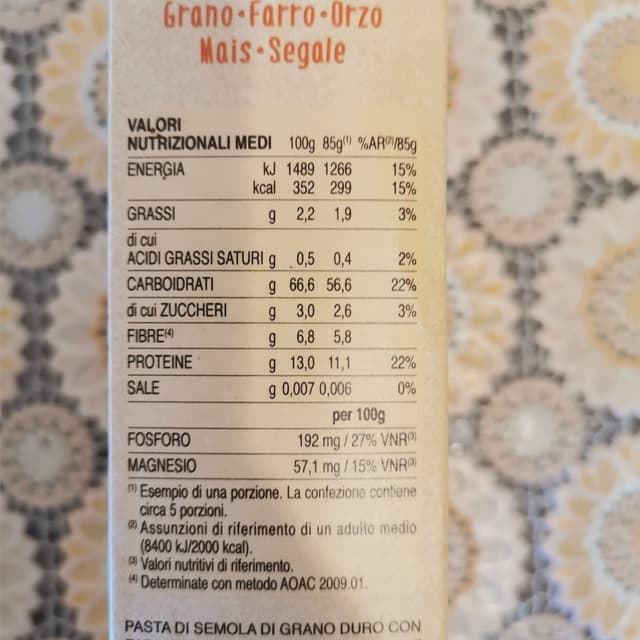 Grano•Farro•Orzo
Mais•Segale
VALORI
NUTRIZIONALI MEDI 100g 85g⁽¹⁾ %AR⁽²⁾/85g
ENERGIA kJ 1489 1266 15%
kcal 352 299 15%
GRASSI g 2,2 1,9 3%
di cui
ACIDI GRASSI SATURI g 0,5 0,4 2%
CARBOIDRATI g 66,6 56,6 22%
di cui ZUCCHERI g 3,0 2,6 3%
FIBRE⁽⁴⁾ g 6,8 5,8
PROTEINE g 13,0 11,1 22%
SALE g 0,007 0,006 0%
per 100g
FOSFORO 192 mg / 27% VNR⁽³⁾
MAGNESIO 57,1 mg / 15% VNR⁽³⁾
⁽¹⁾ Esempio di una porzione. La confezione contiene
circa 5 porzioni.
⁽²⁾ Assunzioni di riferimento di un adulto medio
(8400 kJ/2000 kcal).
⁽³⁾ Valori nutritivi di riferimento.
⁽⁴⁾ Determinate con metodo AOAC 2009.01.
PASTA DI SEMOLA DI GRANO DURO CON